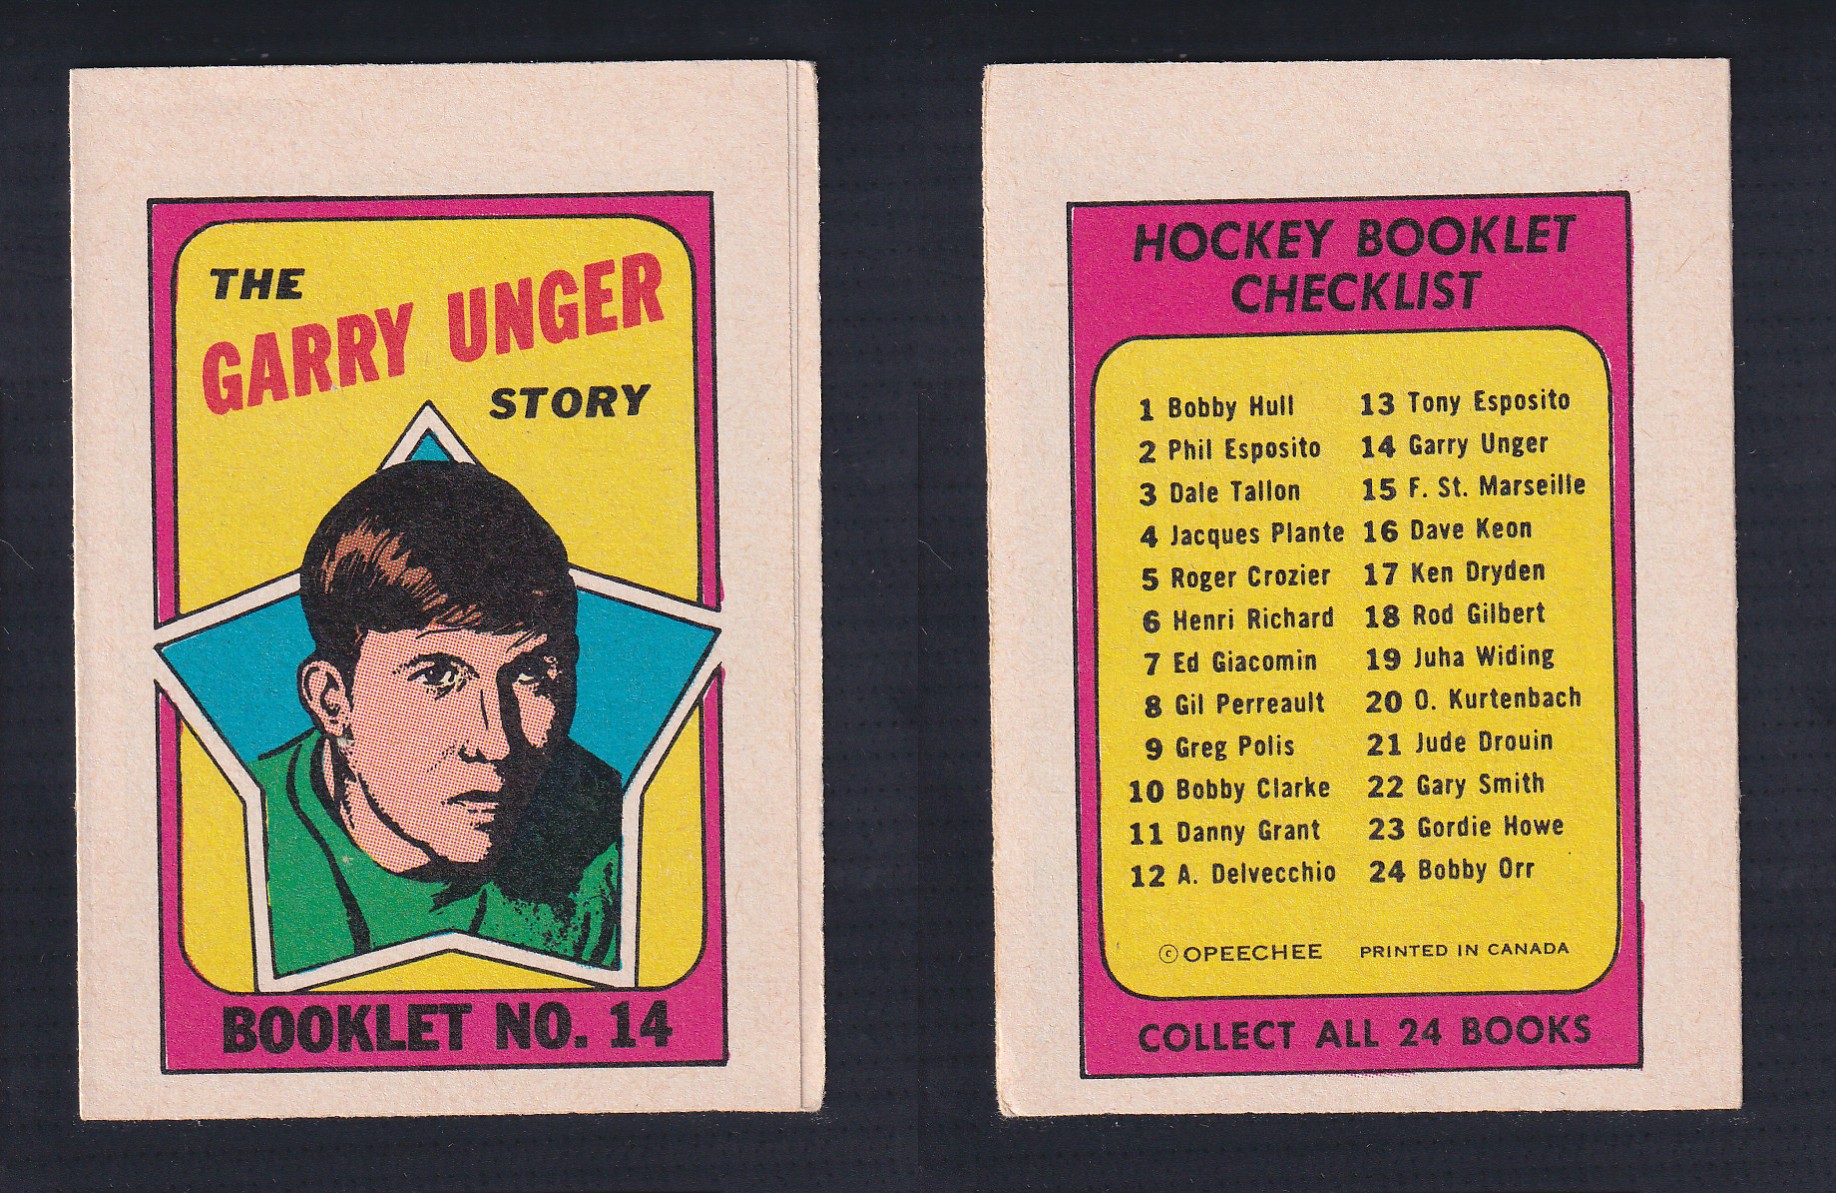 THE
GARRY UNGER
STORY
BOOKLET NO. 14
HOCKEY BOOKLET
CHECKLIST
1 Bobby Hull
2 Phil Esposito
3 Dale Tallon
4 Jacques Plante
5 Roger Crozier
6 Henri Richard
7 Ed Giacomin
8 Gil Perreault
9 Greg Polis
10 Bobby Clarke
11 Danny Grant
12 A. Delvecchio
13 Tony Esposito
14 Garry Unger
15 F. St. Marseille
16 Dave Keon
17 Ken Dryden
18 Rod Gilbert
19 Juha Widing
20 O. Kurtenbach
21 Jude Drouin
22 Gary Smith
23 Gordie Howe
24 Bobby Orr
© OPEECHEE PRINTED IN CANADA
COLLECT ALL 24 BOOKS